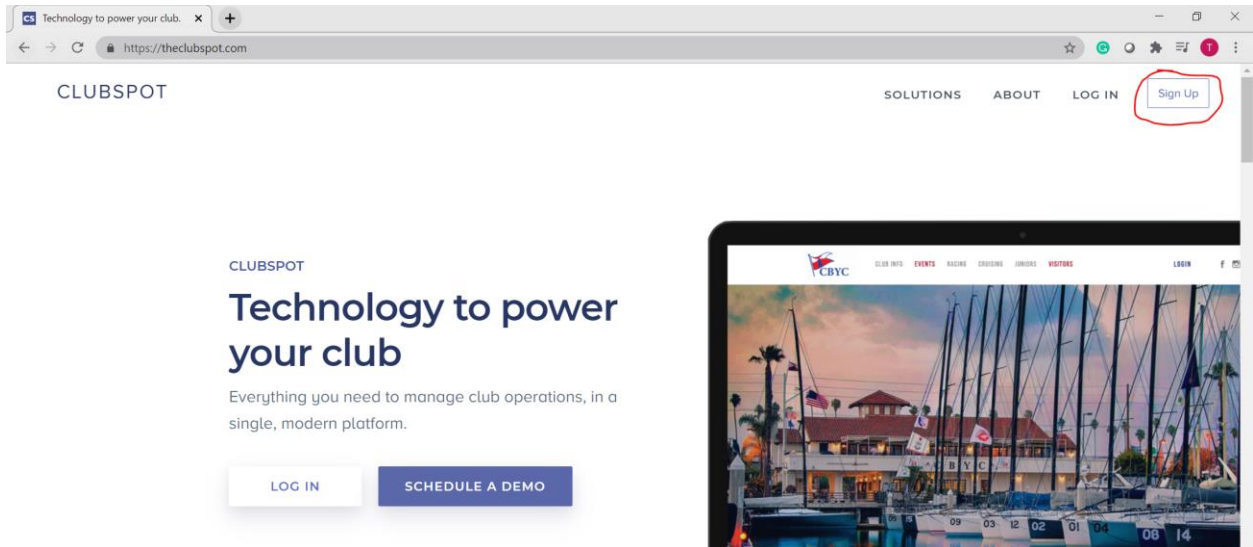 CS Technology to power your club.
https://theclubspot.com
T
CLUBSPOT
SOLUTIONS ABOUT LOG IN Sign Up
CLUBSPOT
Technology to power
your club
Everything you need to manage club operations, in a
single, modern platform.
LOG IN SCHEDULE A DEMO
CBYC
CLUB INFO EVENTS RACING CRUISING JUNIORS VISITORS LOGIN
B Y C
09 03 12 02 01 04 08 14